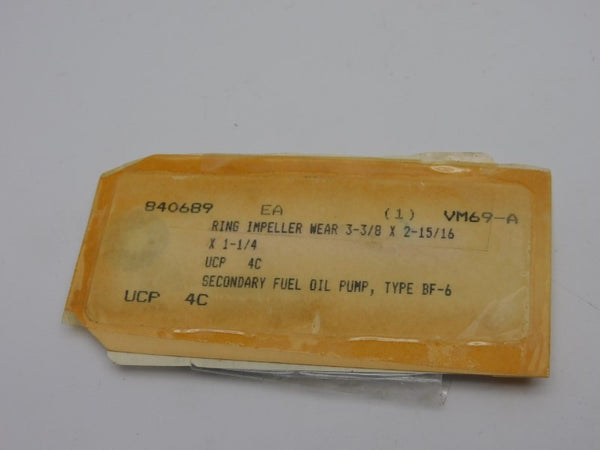 840689 EA (1) VM69-A
RING IMPELLER WEAR 3-3/8 X 2-15/16
X 1-1/4
UCP 4C
SECONDARY FUEL OIL PUMP, TYPE BF-6
UCP 4C